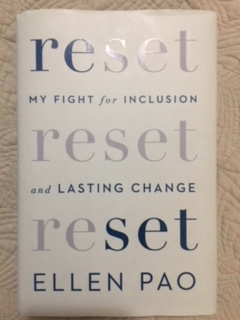 reset
MY FIGHT for INCLUSION
reset
and LASTING CHANGE
reset
ELLEN PAO